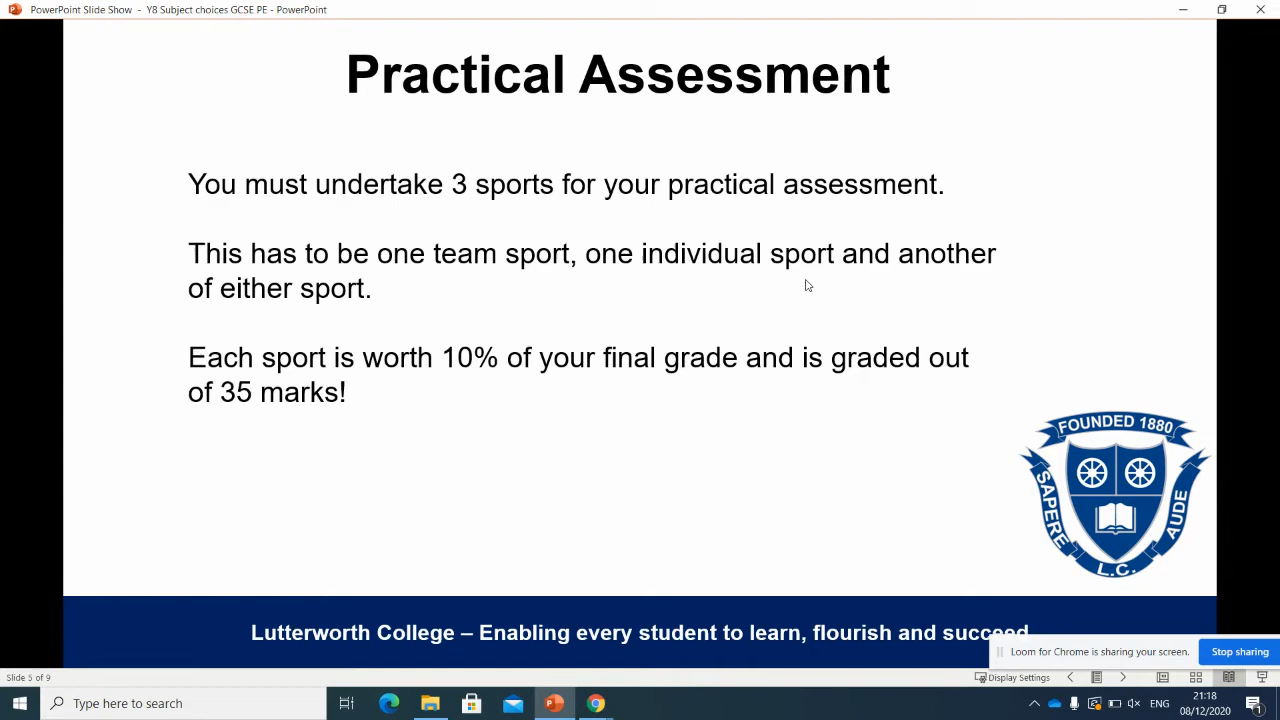 PowerPoint Slide Show - Y8 Subject choices GCSE PE - PowerPoint
Practical Assessment
You must undertake 3 sports for your practical assessment.
This has to be one team sport, one individual sport and another
of either sport.
Each sport is worth 10% of your final grade and is graded out
of 35 marks!
FOUNDED 1880
SAPERE
AUDE
L.C.
Lutterworth College – Enabling every student to learn, flourish and succeed
Loom for Chrome is sharing your screen.
Stop sharing
Slide 5 of 9
Display Settings
Type here to search
ENG
21:18
08/12/2020
1